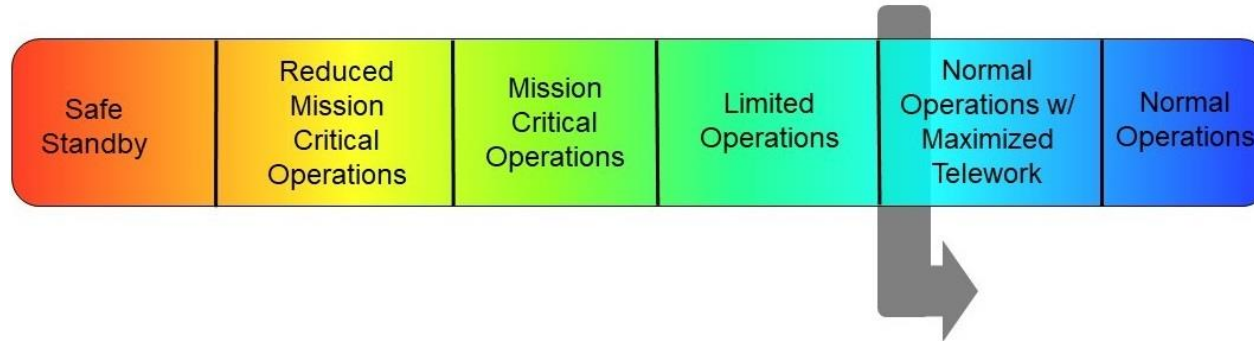 Safe
Standby
Reduced
Mission
Critical
Operations
Mission
Critical
Operations
Limited
Operations
Normal
Operations w/
Maximized
Telework
Normal
Operations